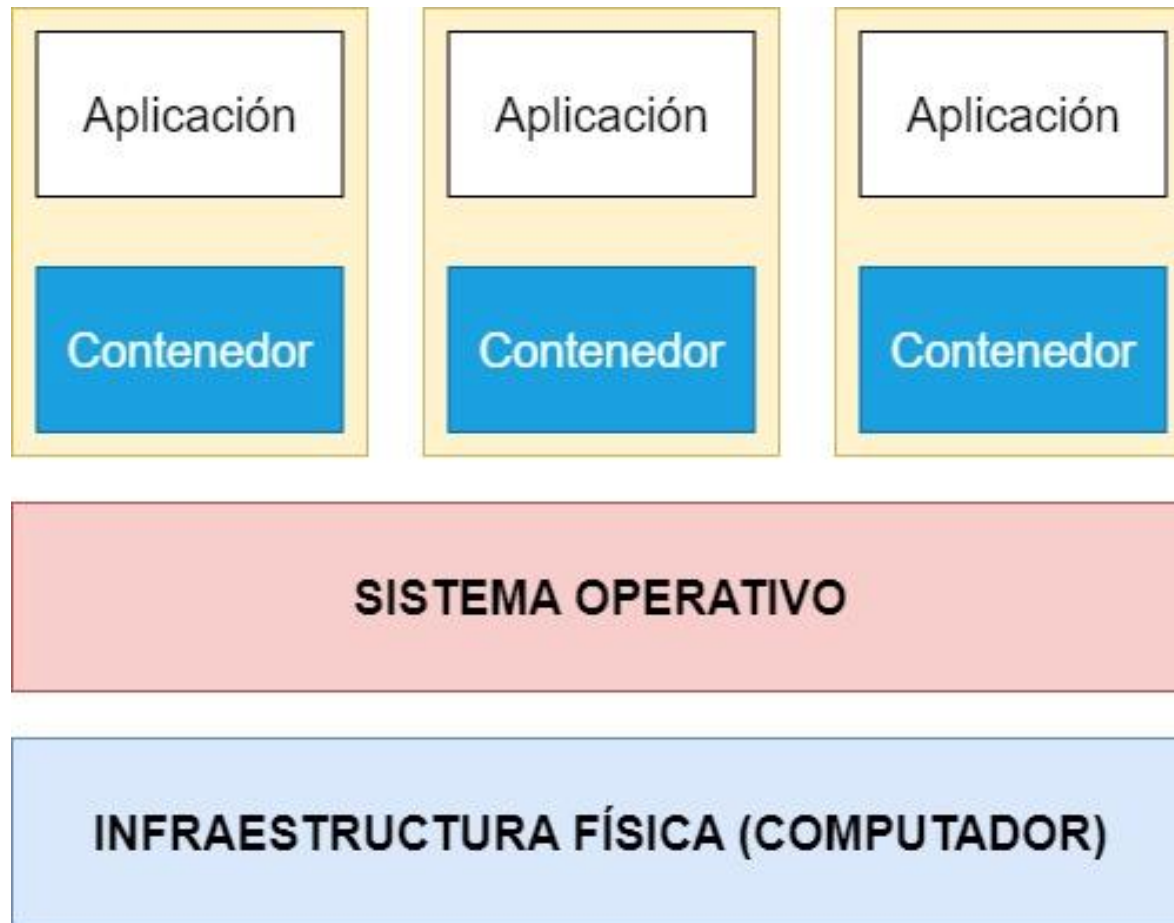 Aplicación
Aplicación
Aplicación
Contenedor
Contenedor
Contenedor
SISTEMA OPERATIVO
INFRAESTRUCTURA FÍSICA (COMPUTADOR)